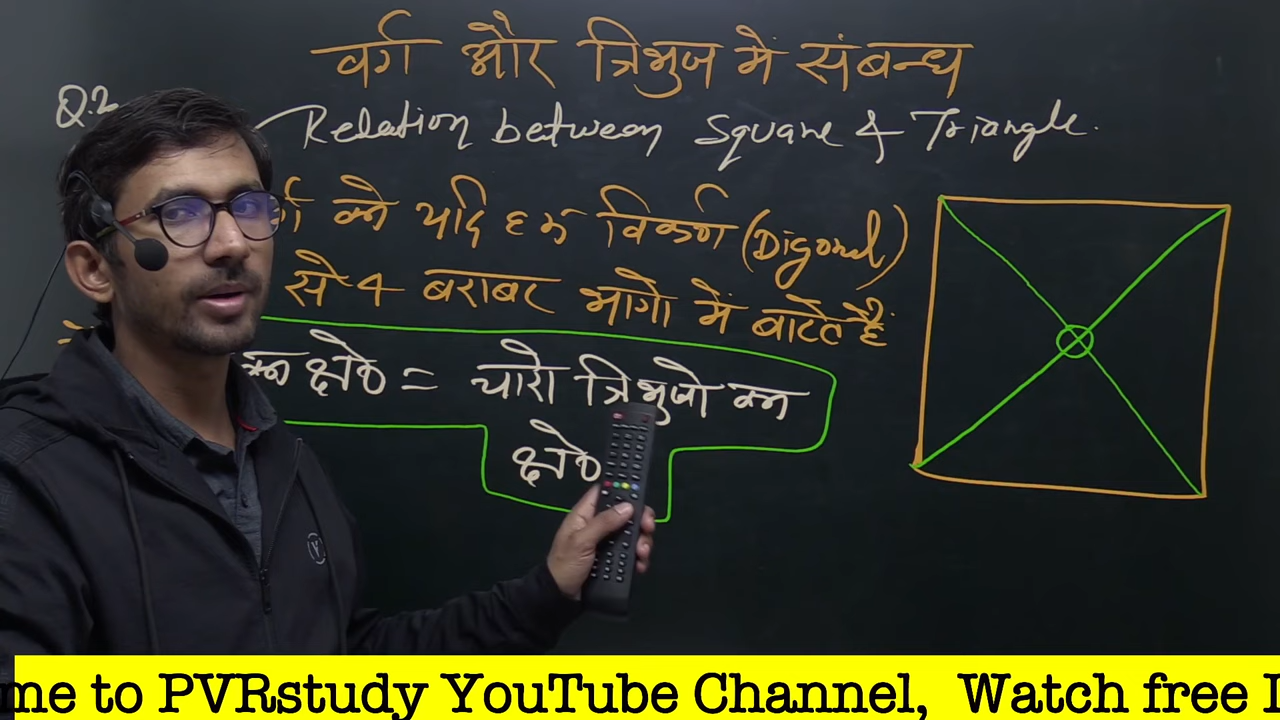 वर्ग और त्रिभुज में संबन्ध
Q.2 Relation between Square & Triangle.
को यदि हम विकर्ण (Digonal)
से 4 बराबर भागो में बाटते हैं
का क्षे० = चारो त्रिभुजो का
क्षे०
me to PVRstudy YouTube Channel, Watch free